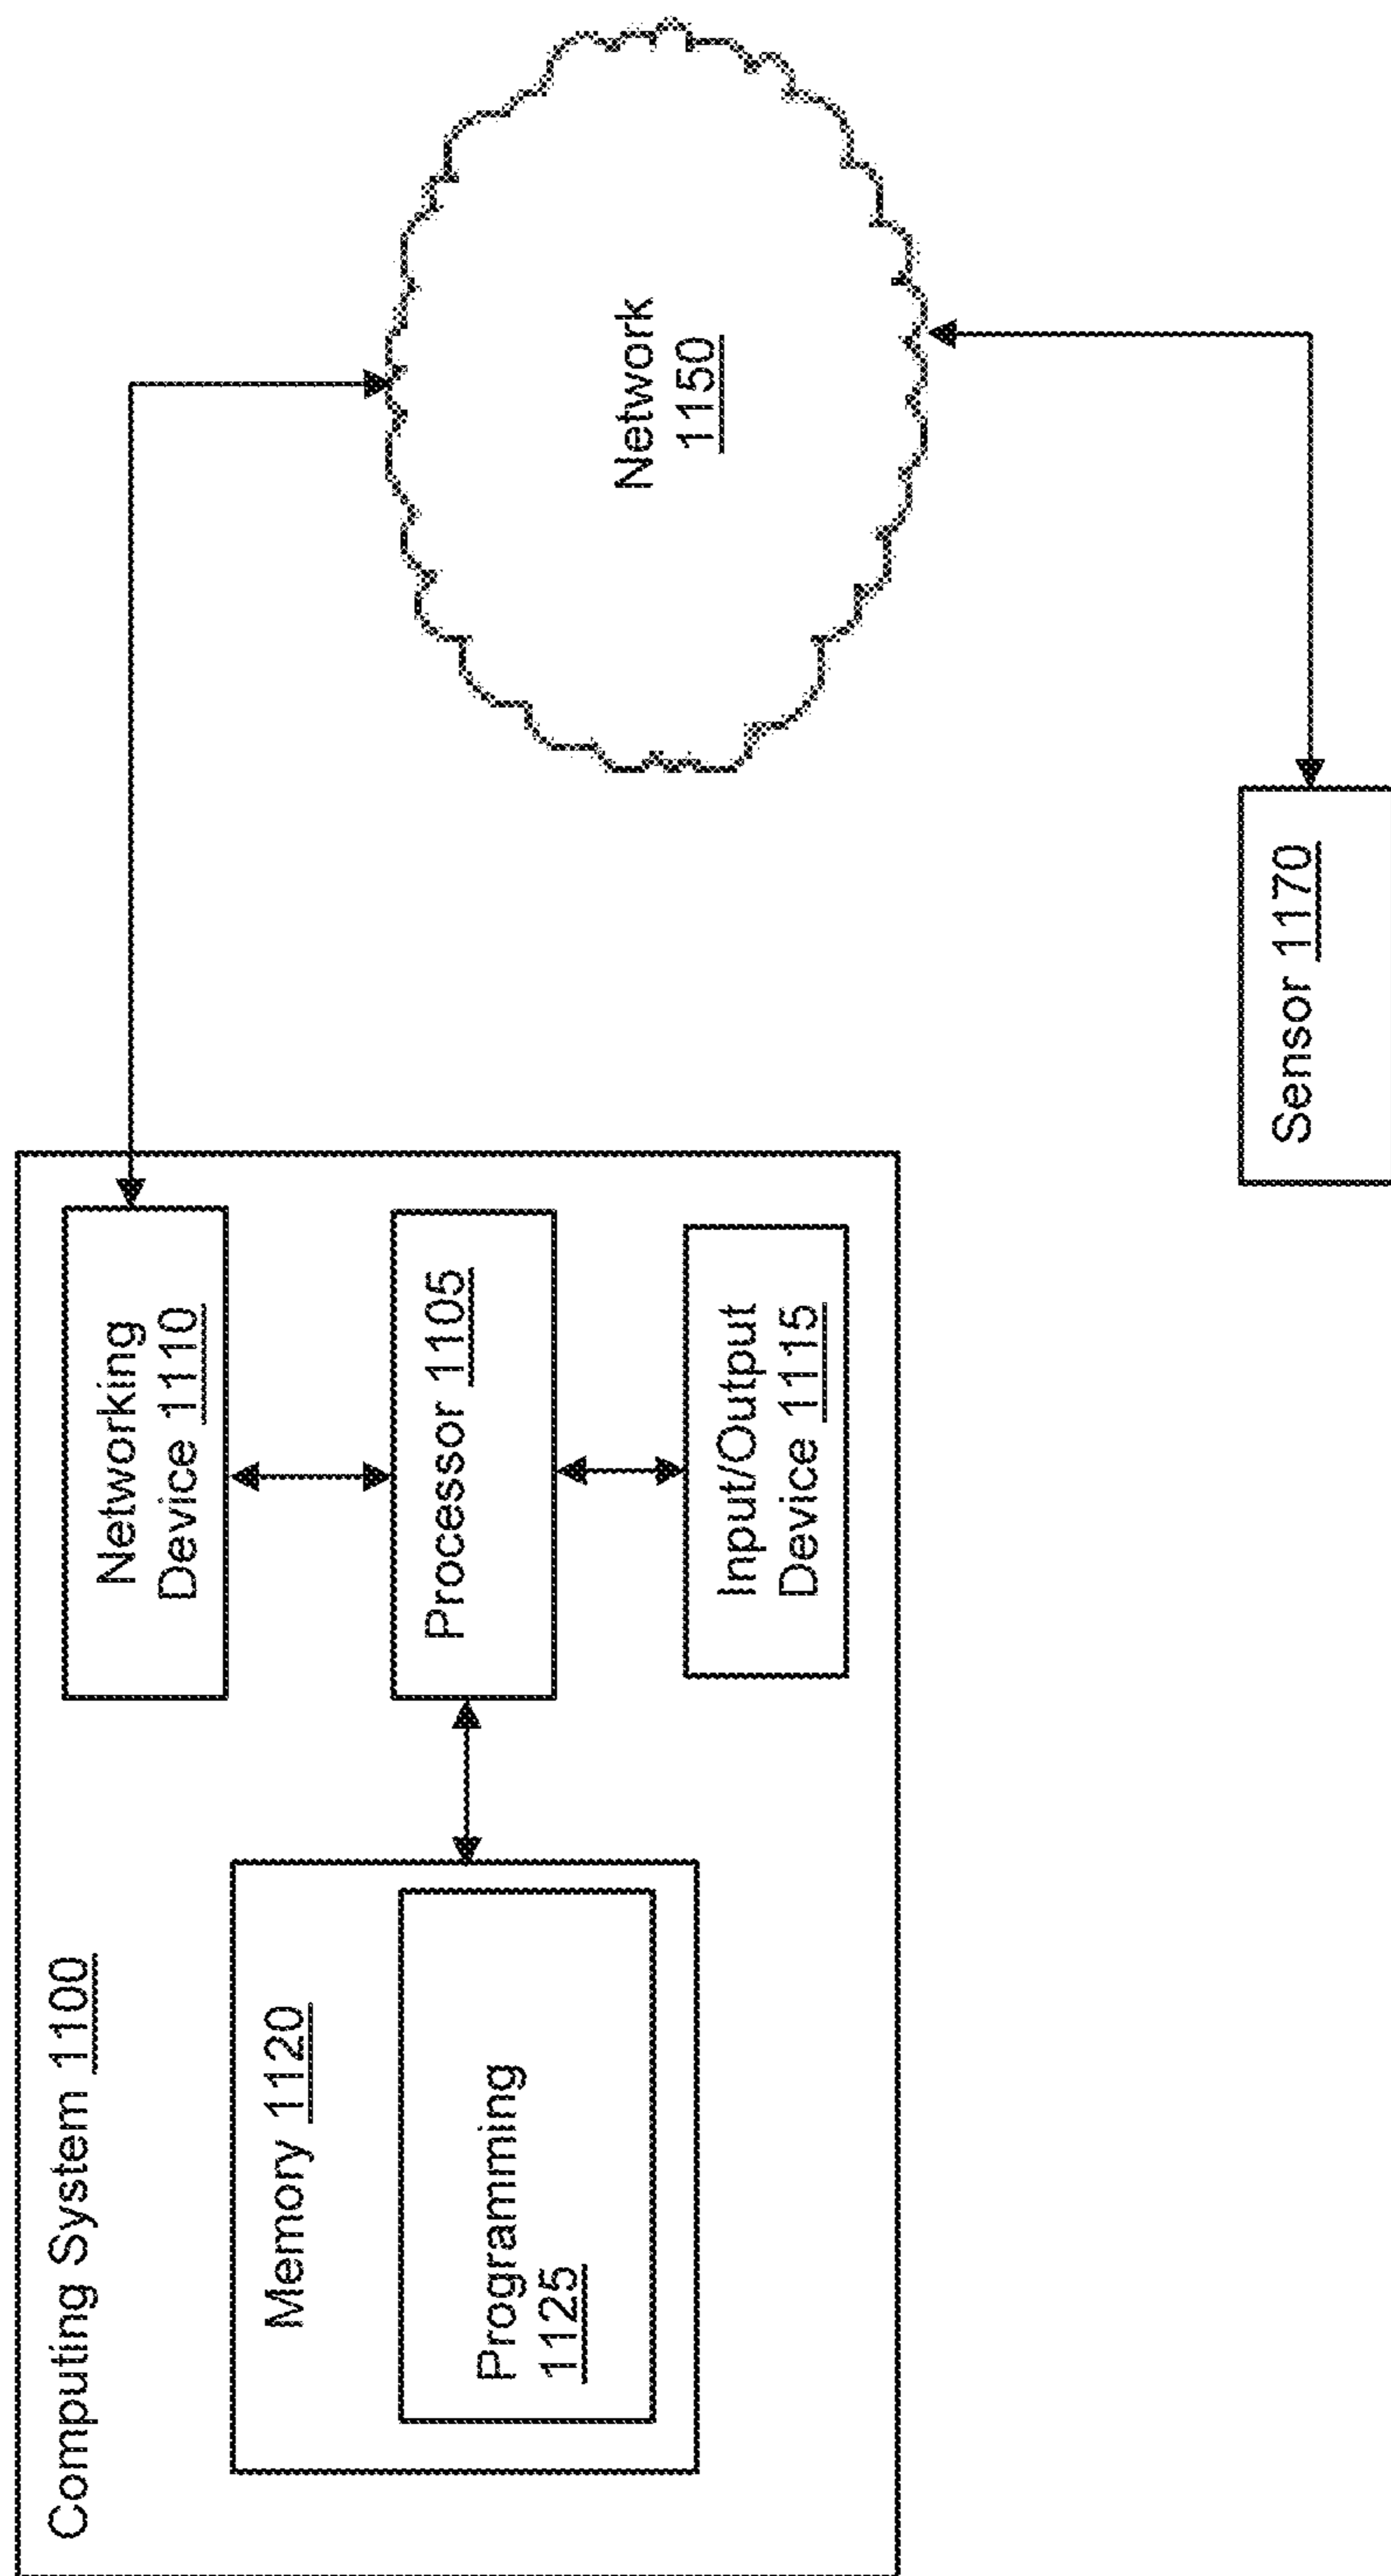 Computing System 1100
Memory 1120
Programming
1125
Networking
Device 1110
Processor 1105
Input/Output
Device 1115
Network
1150
Sensor 1170